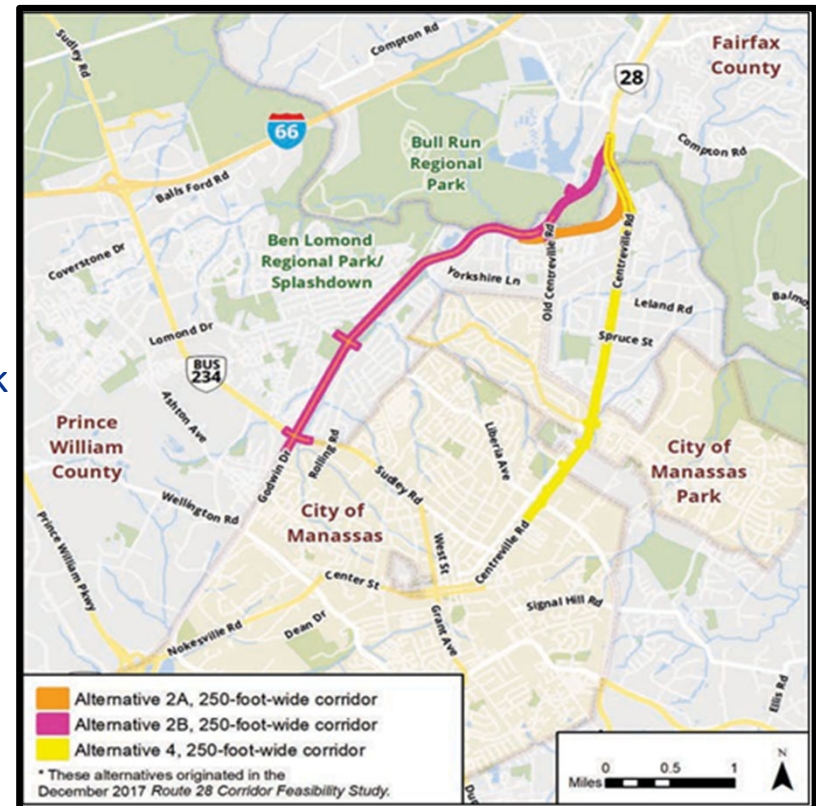 Sudley Rd
Compton Rd
Fairfax
County
28
66
Bull Run
Regional
Park
Compton Rd
Balls Ford Rd
Coverstone Dr
Ben Lomond
Regional Park/
Splashdown
Yorkshire Ln
Old Centreville Rd
Centreville Rd
Leland Rd
Spruce St
Lomond Dr
BUS
234
Ashton Ave
k
Prince
William
County
Godwin Dr
Rolling Rd
Sudley Rd
Liberia Ave
City of
Manassas
Park
Wellington Rd
City of
Manassas
Prince William Pkwy
West St
Centreville Rd
Center St
Signal Hill Rd
Nokesville Rd
Dean Dr
Grant Ave
Ellis Rd
Alternative 2A, 250-foot-wide corridor
Alternative 2B, 250-foot-wide corridor
Alternative 4, 250-foot-wide corridor
* These alternatives originated in the
December 2017 Route 28 Corridor Feasibility Study.
0 0.5 1
Miles
N